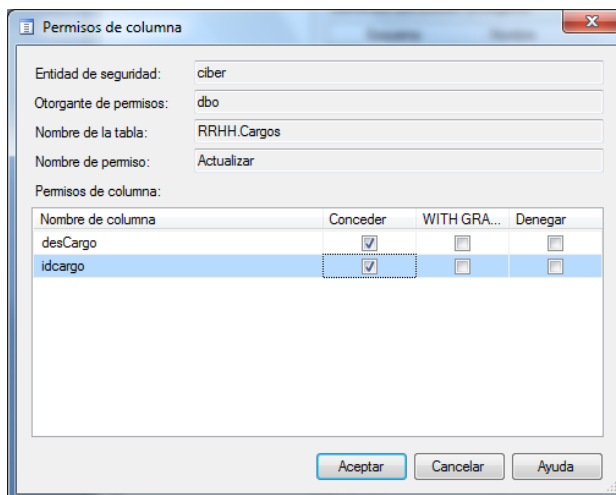 Permisos de columna
Entidad de seguridad: ciber
Otorgante de permisos: dbo
Nombre de la tabla: RRHH.Cargos
Nombre de permiso: Actualizar
Permisos de columna:
Nombre de columna Conceder WITH GRA... Denegar
desCargo
idcargo
Aceptar Cancelar Ayuda